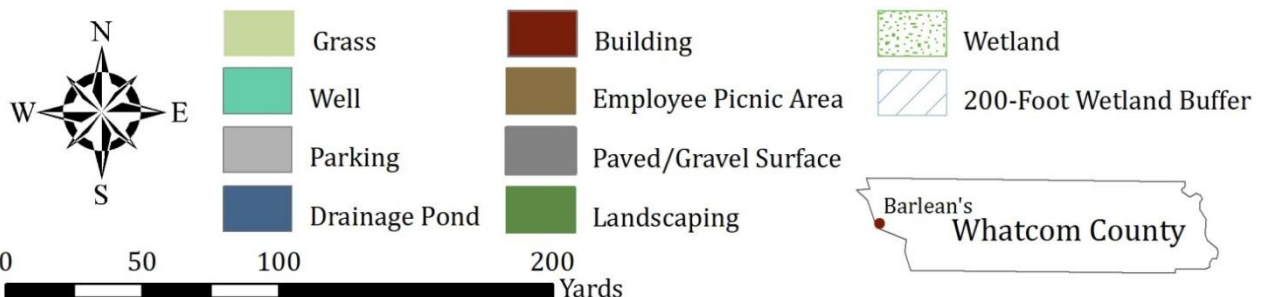 N
W E
S
Grass
Well
Parking
Drainage Pond
Building
Employee Picnic Area
Paved/Gravel Surface
Landscaping
Wetland
200-Foot Wetland Buffer
Barlean's
Whatcom County
0 50 100 200
Yards